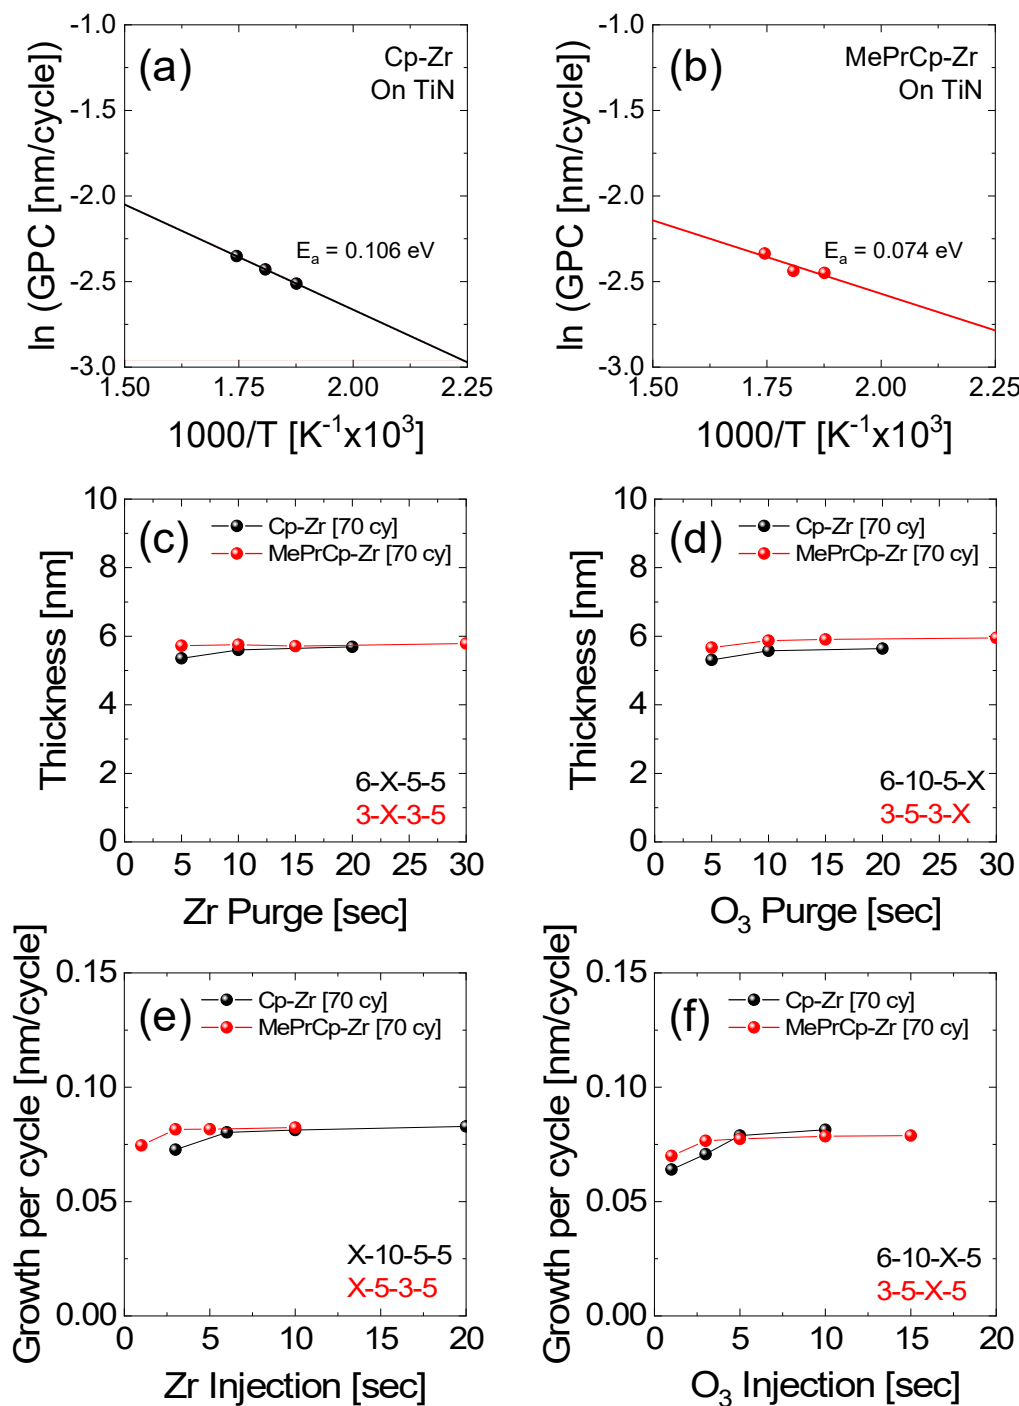 (a)
Cp-Zr
On TiN
E_a = 0.106 eV
ln (GPC [nm/cycle])
-1.0
-1.5
-2.0
-2.5
-3.0
1.50 1.75 2.00 2.25
1000/T [K⁻¹x10³]
(b)
MePrCp-Zr
On TiN
E_a = 0.074 eV
ln (GPC [nm/cycle])
-1.0
-1.5
-2.0
-2.5
-3.0
1.50 1.75 2.00 2.25
1000/T [K⁻¹x10³]
(c)
Cp-Zr [70 cy]
MePrCp-Zr [70 cy]
6-X-5-5
3-X-3-5
Thickness [nm]
10
8
6
4
2
0
0 5 10 15 20 25 30
Zr Purge [sec]
(d)
Cp-Zr [70 cy]
MePrCp-Zr [70 cy]
6-10-5-X
3-5-3-X
Thickness [nm]
10
8
6
4
2
0
0 5 10 15 20 25 30
O₃ Purge [sec]
(e)
Cp-Zr [70 cy]
MePrCp-Zr [70 cy]
X-10-5-5
X-5-3-5
Growth per cycle [nm/cycle]
0.15
0.10
0.05
0.00
0 5 10 15 20
Zr Injection [sec]
(f)
Cp-Zr [70 cy]
MePrCp-Zr [70 cy]
6-10-X-5
3-5-X-5
Growth per cycle [nm/cycle]
0.15
0.10
0.05
0.00
0 5 10 15 20
O₃ Injection [sec]